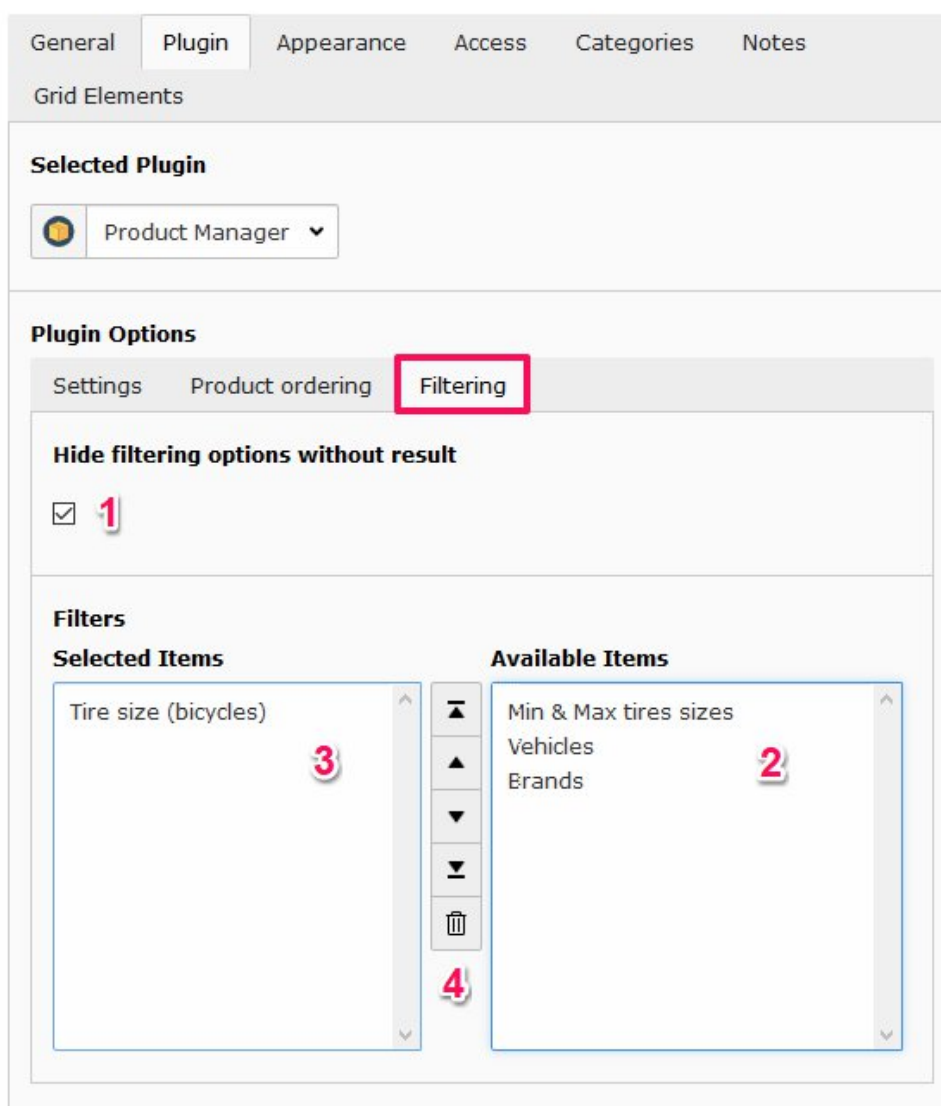 General Plugin Appearance Access Categories Notes
Grid Elements
Selected Plugin
Product Manager
Plugin Options
Settings Product ordering Filtering
Hide filtering options without result
1
Filters
Selected Items Available Items
Tire size (bicycles) Min & Max tires sizes
Vehicles
3 2
Brands
4